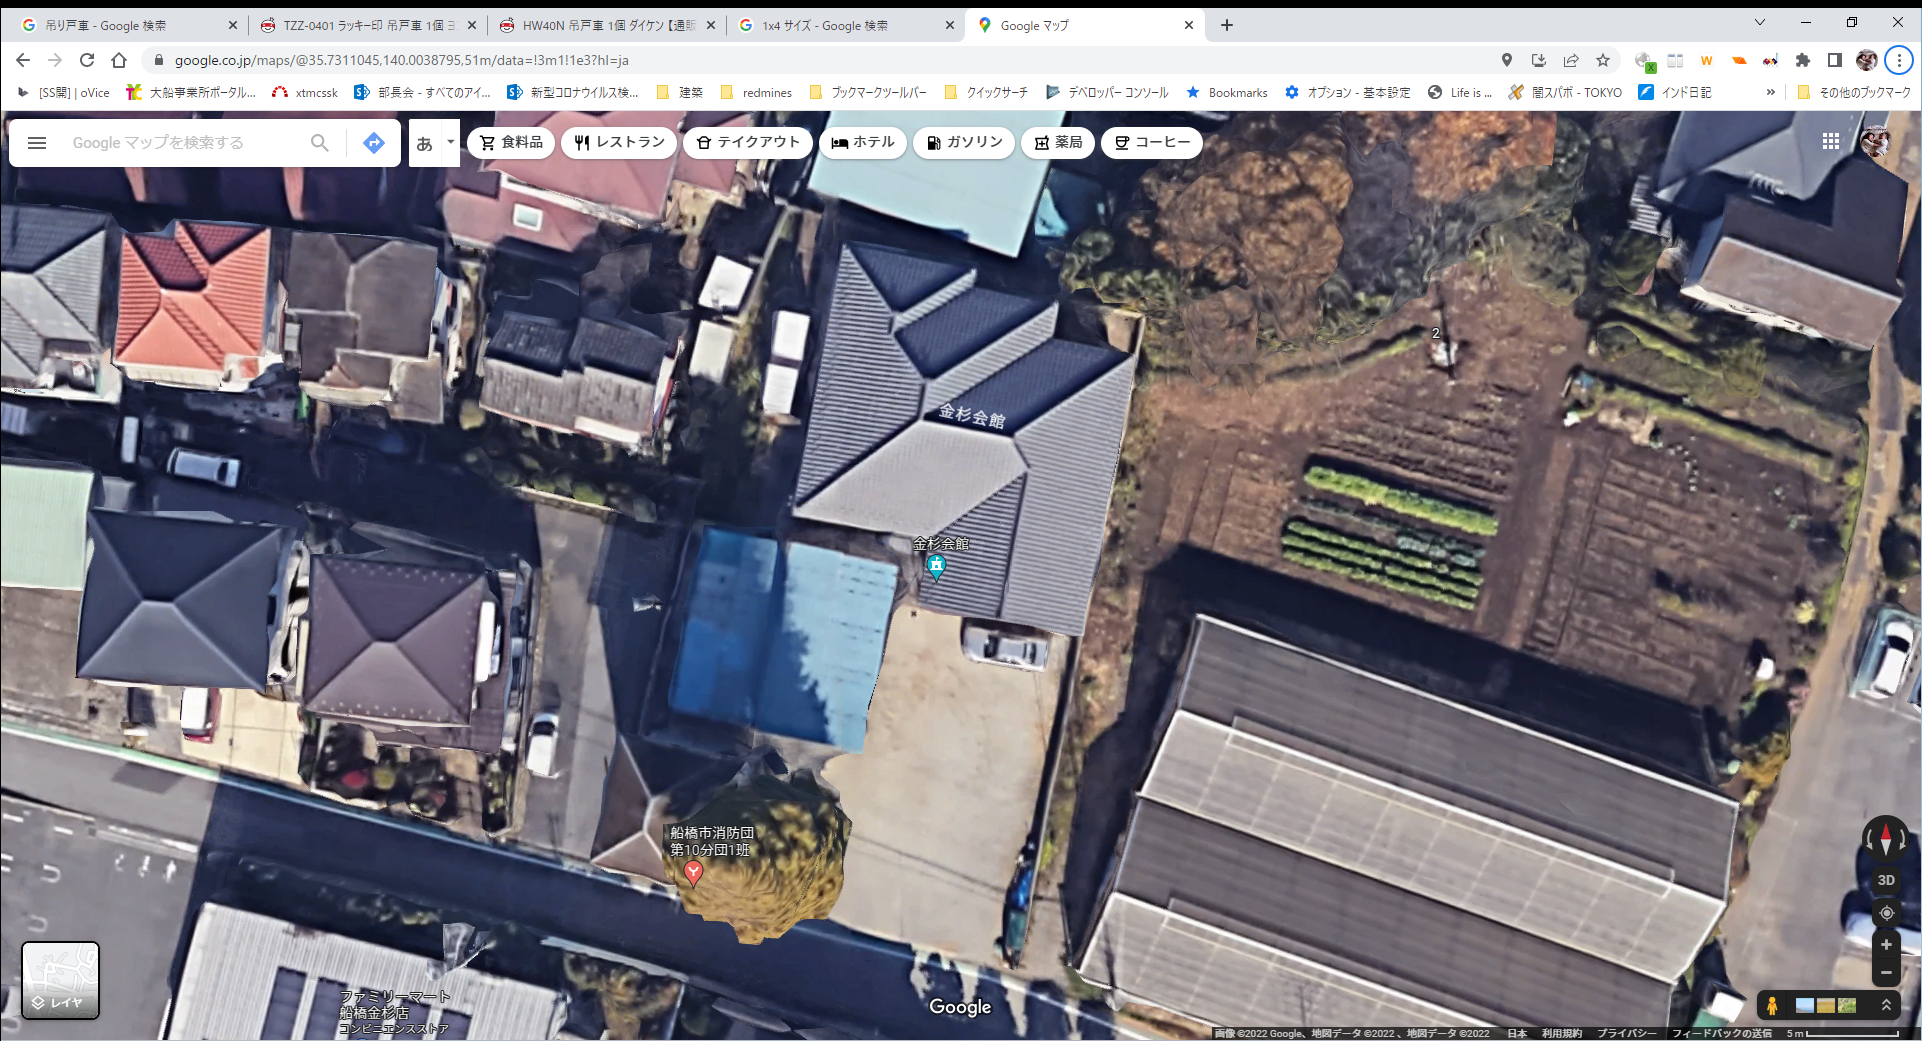 吊り戸車 - Google 検索
TZZ-0401 ラッキー印 吊戸車 1個 ヨ
HW40N 吊戸車 1個 ダイケン 【通販
1x4 サイズ - Google 検索
Google マップ
google.co.jp/maps/@35.7311045,140.0038795,51m/data=!3m1!1e3?hl=ja
[SS開] | oVice
大船事業所ポータル...
xtmcssk
部長会 - すべてのアイ...
新型コロナウイルス検...
建築
redmines
ブックマークツールバー
クイックサーチ
デベロッパー コンソール
Bookmarks
オプション - 基本設定
Life is ...
闇スパボ - TOKYO
インド日記
»
その他のブックマーク
Google マップを検索する
あ
食料品
レストラン
テイクアウト
ホテル
ガソリン
薬局
コーヒー
2
金杉会館
金杉会館
船橋市消防団
第10分団1班
3D
レイヤ
ファミリーマート
船橋金杉店
コンビニエンスストア
Google
画像 ©2022 Google、地図データ ©2022 、地図データ ©2022 日本 利用規約 プライバシー フィードバックの送信 5 m